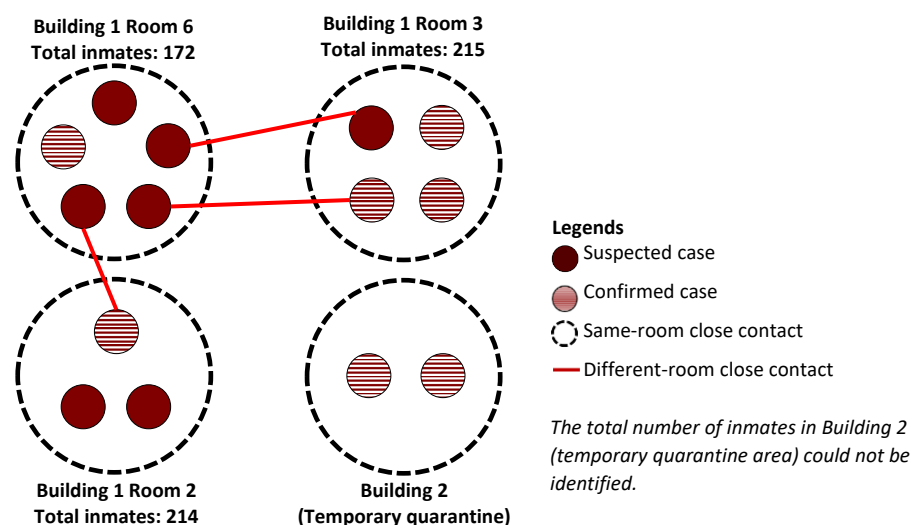 Building 1 Room 6
Total inmates: 172
Building 1 Room 3
Total inmates: 215
Legends
Suspected case
Confirmed case
Same-room close contact
Different-room close contact
The total number of inmates in Building 2
(temporary quarantine area) could not be
identified.
Building 1 Room 2
Total inmates: 214
Building 2
(Temporary quarantine)